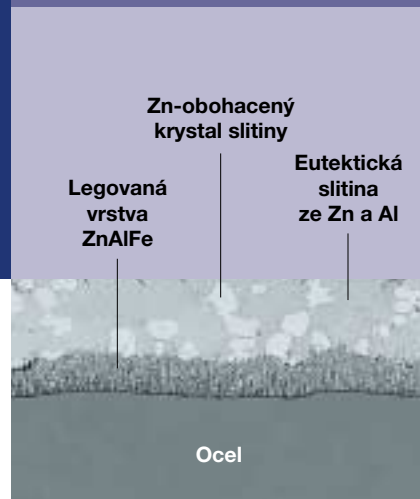 Zn-obohacený
krystal slitiny
Eutektická
slitina
ze Zn a Al
Legovaná
vrstva
ZnAlFe
Ocel